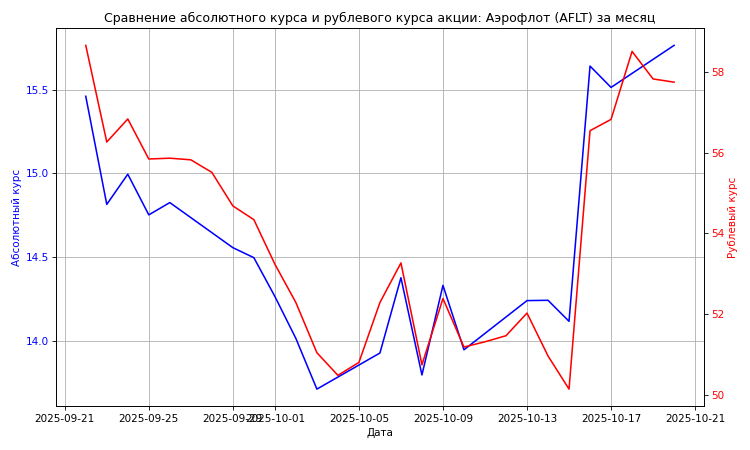 Сравнение абсолютного курса и рублевого курса акции: Аэрофлот (AFLT) за месяц
Абсолютный курс
15.5
15.0
14.5
14.0
58
56
54
52
50
Рублевый курс
2025-09-21 2025-09-25 2025-09-29 2025-10-01 2025-10-05 2025-10-09 2025-10-13 2025-10-17 2025-10-21
Дата